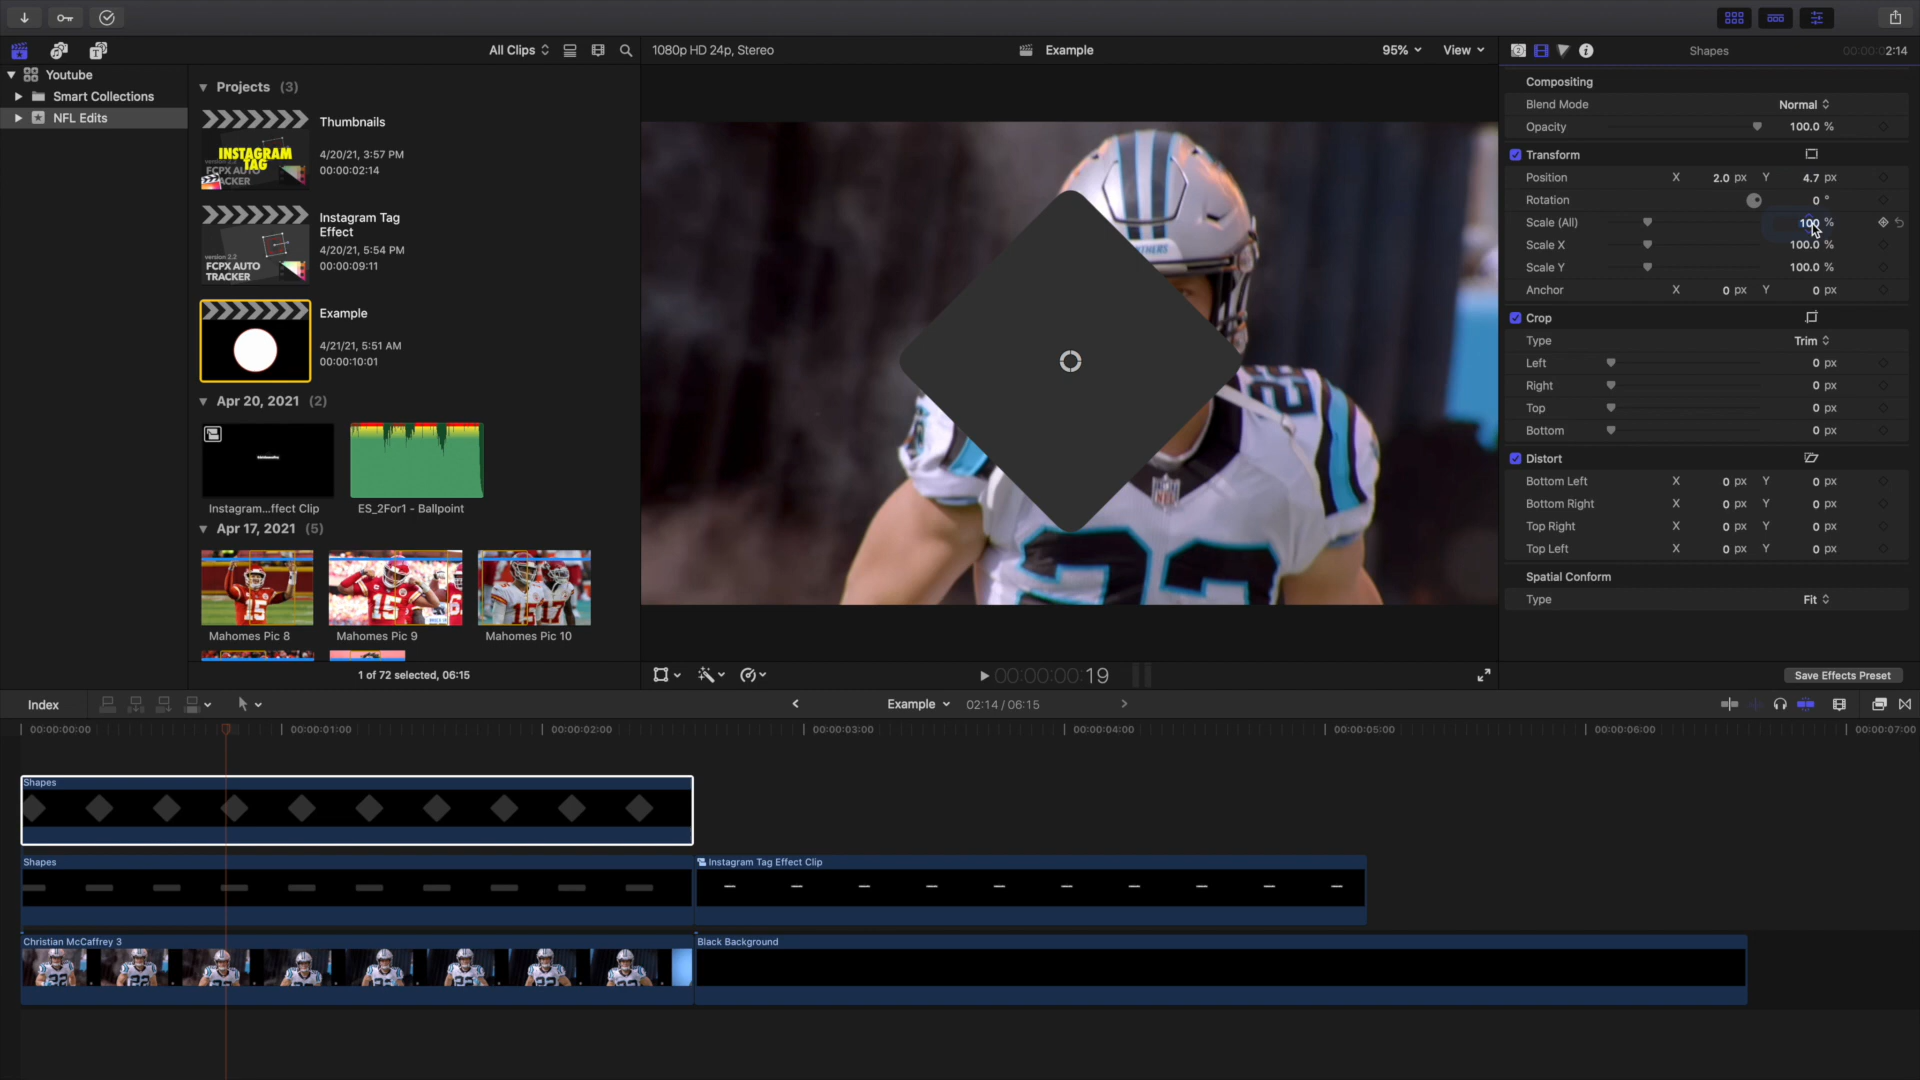 All Clips
1080p HD 24p, Stereo
Example
95%
View
Shapes
00:00:02:14
Youtube
Smart Collections
NFL Edits
Projects (3)
Thumbnails
4/20/21, 3:57 PM
00:00:02:14
INSTAGRAM
TAG
version 2.2
FCPX AUTO
TRACKER
Instagram Tag
Effect
4/20/21, 5:54 PM
00:00:09:11
version 2.2
FCPX AUTO
TRACKER
Example
4/21/21, 5:51 AM
00:00:10:01
Apr 20, 2021 (2)
Instagram...ffect Clip
ES_2For1 - Ballpoint
Apr 17, 2021 (5)
Mahomes Pic 8
Mahomes Pic 9
Mahomes Pic 10
1 of 72 selected, 06:15
NFL
22
00:00:00:19
Compositing
Blend Mode
Normal
Opacity
100.0 %
Transform
Position X 2.0 px Y 4.7 px
Rotation 0 °
Scale (All) 100 %
Scale X 100.0 %
Scale Y 100.0 %
Anchor X 0 px Y 0 px
Crop
Type Trim
Left 0 px
Right 0 px
Top 0 px
Bottom 0 px
Distort
Bottom Left X 0 px Y 0 px
Bottom Right X 0 px Y 0 px
Top Right X 0 px Y 0 px
Top Left X 0 px Y 0 px
Spatial Conform
Type Fit
Save Effects Preset
Index
Example
02:14 / 06:15
00:00:00:00
00:00:01:00
00:00:02:00
00:00:03:00
00:00:04:00
00:00:05:00
00:00:06:00
00:00:07:00
Shapes
Shapes
Instagram Tag Effect Clip
Christian McCaffrey 3
Black Background